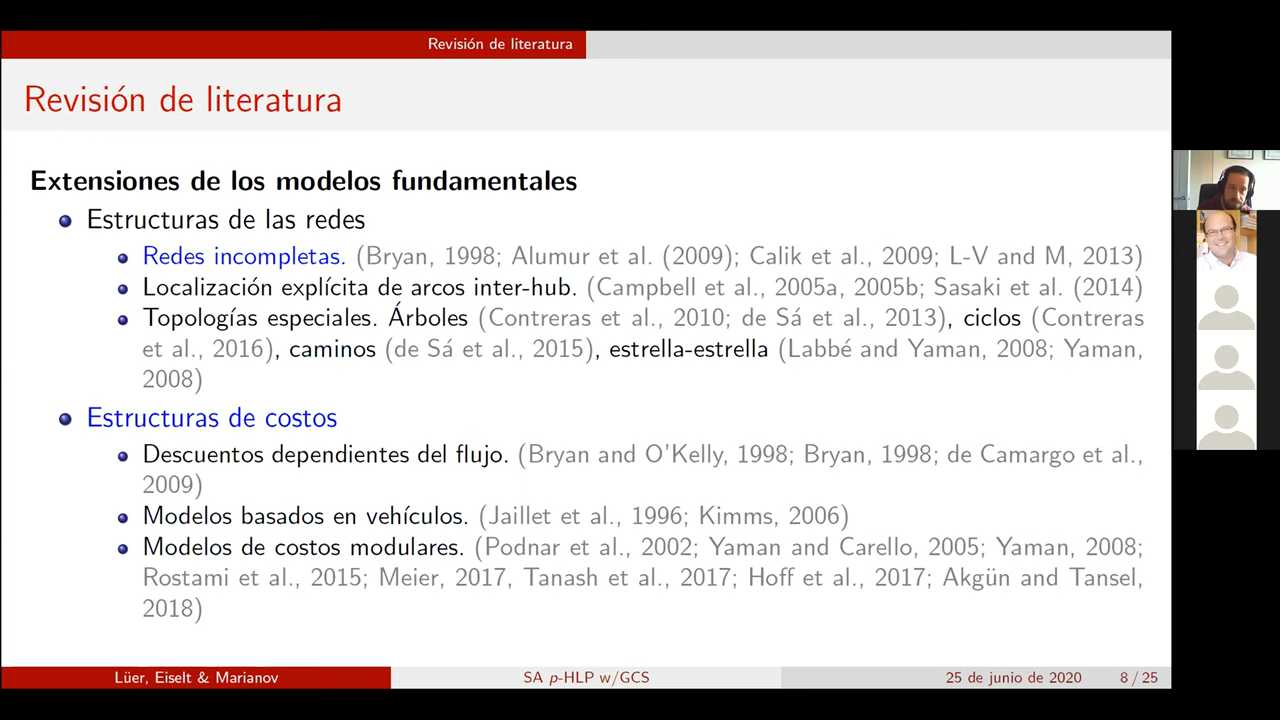 Revisión de literatura
Revisión de literatura
Extensiones de los modelos fundamentales
Estructuras de las redes
Redes incompletas. (Bryan, 1998; Alumur et al. (2009); Calik et al., 2009; L-V and M, 2013)
Localización explícita de arcos inter-hub. (Campbell et al., 2005a, 2005b; Sasaki et al. (2014)
Topologías especiales. Árboles (Contreras et al., 2010; de Sá et al., 2013), ciclos (Contreras
et al., 2016), caminos (de Sá et al., 2015), estrella-estrella (Labbé and Yaman, 2008; Yaman,
2008)
Estructuras de costos
Descuentos dependientes del flujo. (Bryan and O'Kelly, 1998; Bryan, 1998; de Camargo et al.,
2009)
Modelos basados en vehículos. (Jaillet et al., 1996; Kimms, 2006)
Modelos de costos modulares. (Podnar et al., 2002; Yaman and Carello, 2005; Yaman, 2008;
Rostami et al., 2015; Meier, 2017, Tanash et al., 2017; Hoff et al., 2017; Akgün and Tansel,
2018)
Lüer, Eiselt & Marianov SA p-HLP w/GCS 25 de junio de 2020 8 / 25